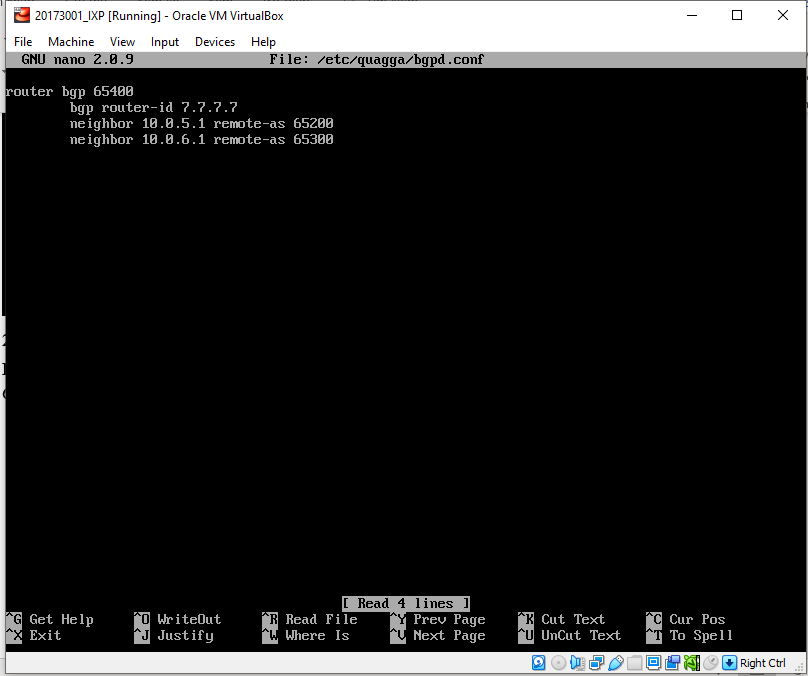 20173001_IXP [Running] - Oracle VM VirtualBox
File Machine View Input Devices Help
GNU nano 2.0.9 File: /etc/quagga/bgpd.conf
router bgp 65400
bgp router-id 7.7.7.7
neighbor 10.0.5.1 remote-as 65200
neighbor 10.0.6.1 remote-as 65300
[ Read 4 lines ]
^G Get Help ^O WriteOut ^R Read File ^Y Prev Page ^K Cut Text ^C Cur Pos
^X Exit ^J Justify ^W Where Is ^V Next Page ^U UnCut Text ^T To Spell
Right Ctrl